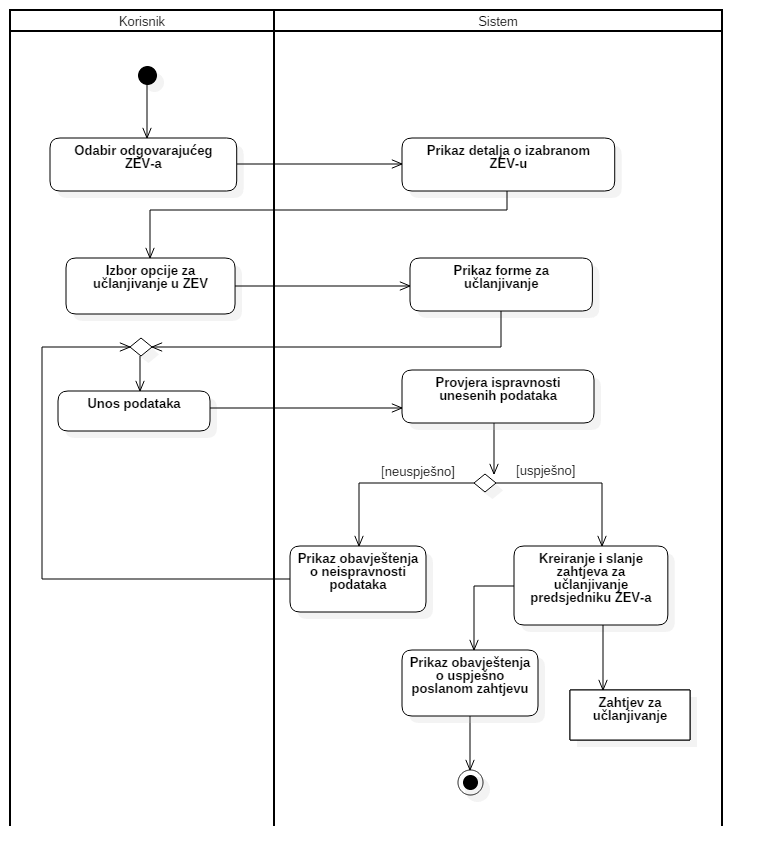 Korisnik
Sistem
Odabir odgovarajućeg
ZEV-a
Prikaz detalja o izabranom
ZEV-u
Izbor opcije za
učlanjivanje u ZEV
Prikaz forme za
učlanjivanje
Unos podataka
Provjera ispravnosti
unesenih podataka
[neuspješno]
[uspješno]
Prikaz obavještenja
o neispravnosti
podataka
Kreiranje i slanje
zahtjeva za
učlanjivanje
predsjedniku ZEV-a
Prikaz obavještenja
o uspješno
poslanom zahtjevu
Zahtjev za
učlanjivanje